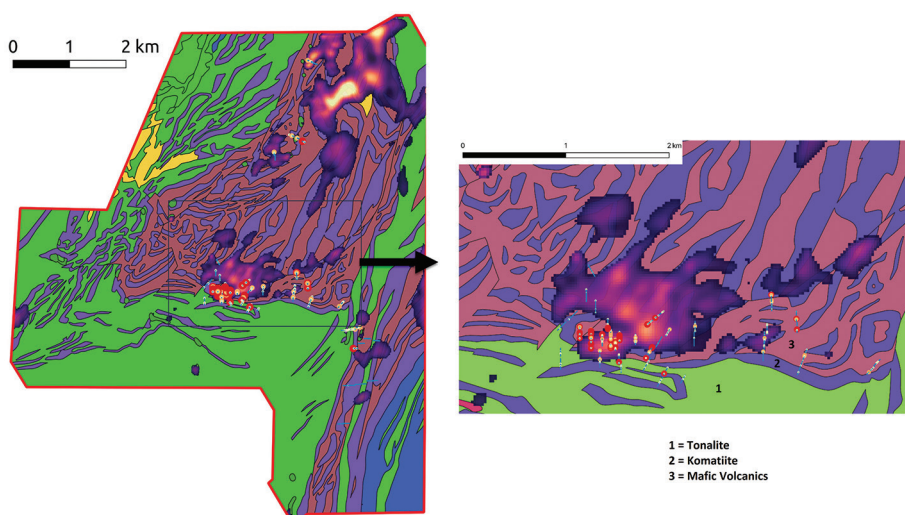 0 1 2 km
0 1 2 km
3
2
1
1 = Tonalite
2 = Komatiite
3 = Mafic Volcanics